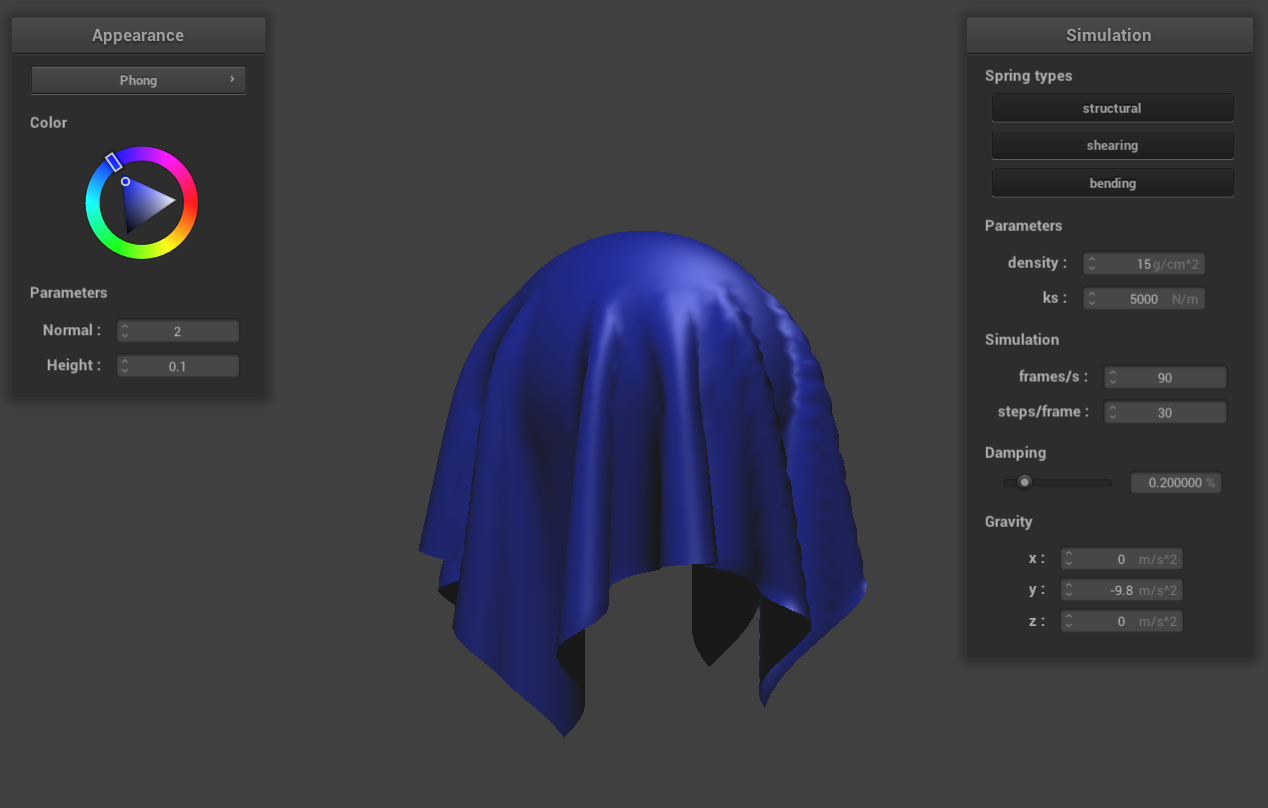 Appearance
Phong
Color
Parameters
Normal : 2
Height : 0.1
Simulation
Spring types
structural
shearing
bending
Parameters
density : 15 g/cm^2
ks : 5000 N/m
Simulation
frames/s : 90
steps/frame : 30
Damping
0.200000 %
Gravity
x : 0 m/s^2
y : -9.8 m/s^2
z : 0 m/s^2